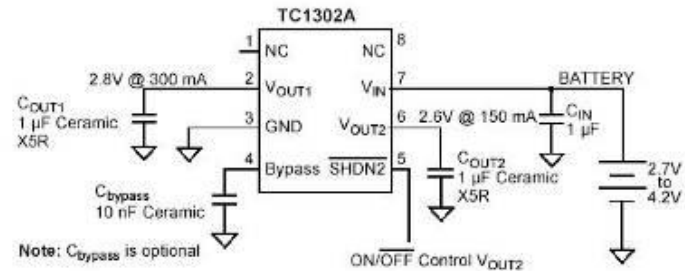 TC1302A
1 NC
NC 8
2.8V @ 300 mA 2 VOUT1
VIN 7 BATTERY
COUT1
1 µF Ceramic
X5R
3 GND
VOUT2 6 2.6V @ 150 mA
CIN
1 µF
4 Bypass
SHDN2 5
COUT2
1 µF Ceramic
X5R
2.7V
to
4.2V
Cbypass
10 nF Ceramic
Note: Cbypass is optional
ON/OFF Control VOUT2